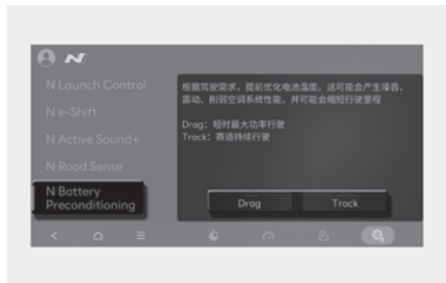 N Launch Control
N e-Shift
N Active Sound+
N Road Sense
N Battery
Preconditioning
根据驾驶需求，提前优化电池温度。这可能会产生噪音、
震动、削弱空调系统性能，并可能会缩短行驶里程
Drag：短时最大功率行驶
Track：赛道持续行驶
Drag
Track